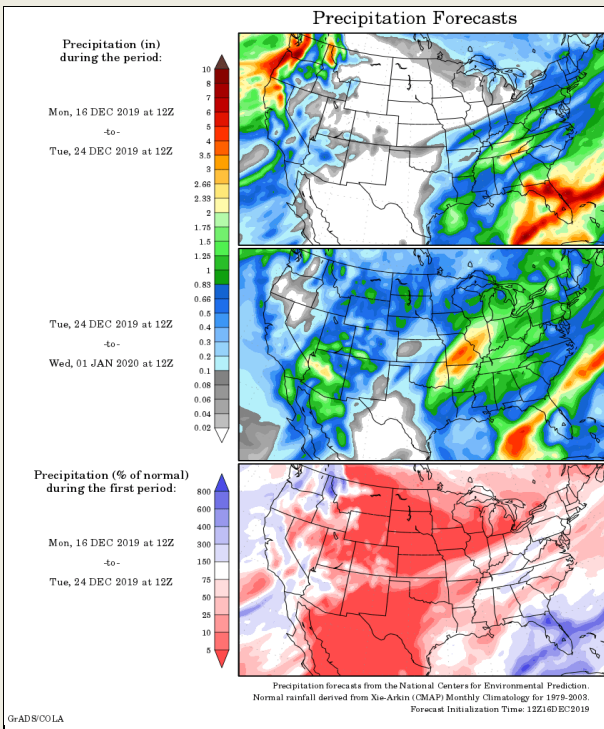 Precipitation Forecasts
Precipitation (in)
during the period:
Mon, 16 DEC 2019 at 12Z
-to-
Tue, 24 DEC 2019 at 12Z
10
8
7
6
5
4
3.5
3
2.66
2.33
2
1.75
1.5
1.25
1
0.83
0.66
0.5
0.4
0.3
0.2
0.1
0.08
0.06
0.04
0.02
Tue, 24 DEC 2019 at 12Z
-to-
Wed, 01 JAN 2020 at 12Z
Precipitation (% of normal)
during the first period:
Mon, 16 DEC 2019 at 12Z
-to-
Tue, 24 DEC 2019 at 12Z
800
600
400
300
150
75
50
25
10
5
Precipitation forecasts from the National Centers for Environmental Prediction.
Normal rainfall derived from Xie-Arkin (CMAP) Monthly Climatology for 1979-2003.
Forecast Initialization Time: 12Z16DEC2019
GrADS/COLA